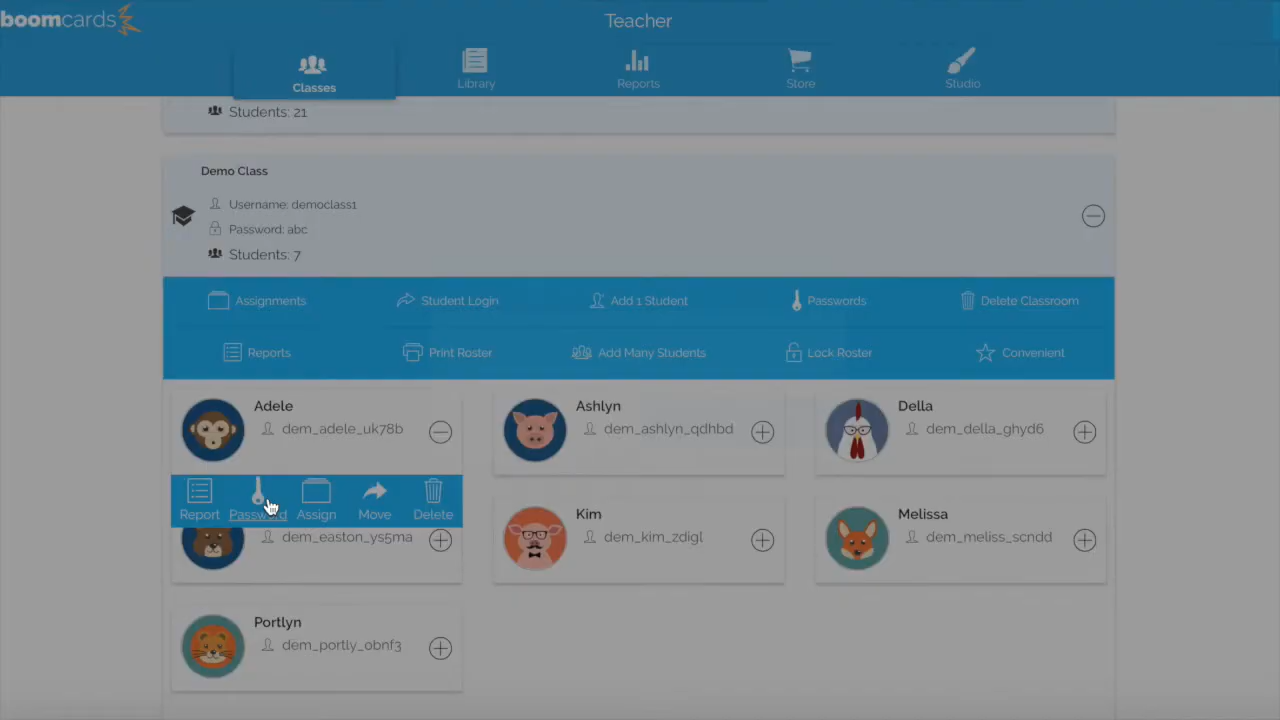 boomcards
Teacher
Classes
Library
Reports
Store
Studio
Students: 21
Demo Class
Username: democlass1
Password: abc
Students: 7
Assignments
Student Login
Add 1 Student
Passwords
Delete Classroom
Reports
Print Roster
Add Many Students
Lock Roster
Convenient
Adele
dem_adele_uk78b
Ashlyn
dem_ashlyn_qdhbd
Della
dem_della_ghyd6
Report
Password
Assign
Move
Delete
dem_easton_ys5ma
Kim
dem_kim_zdigl
Melissa
dem_meliss_scndd
Portlyn
dem_portly_obnf3